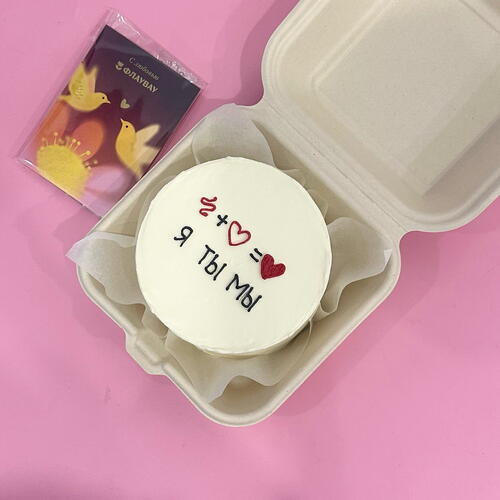 С любовью
ФЛАУВАУ
+ =
Я ТЫ МЫ